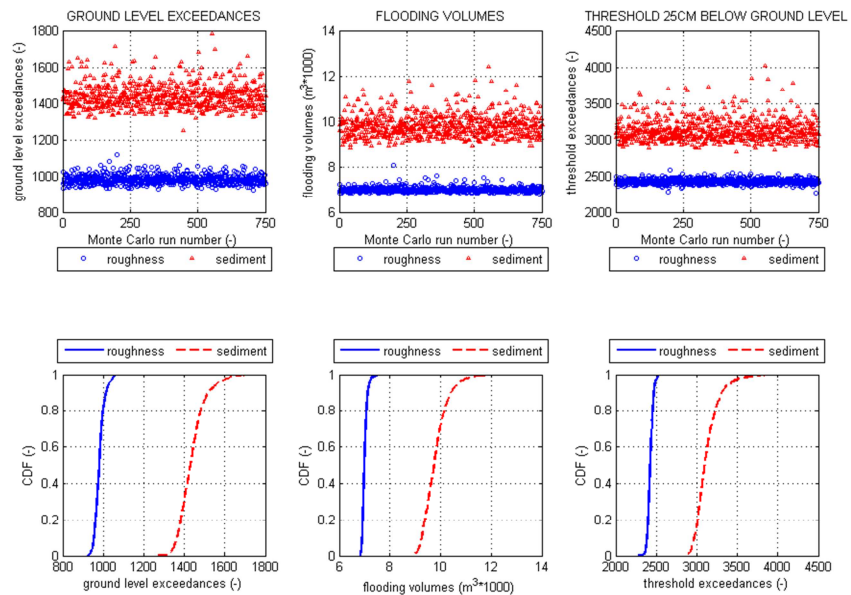 GROUND LEVEL EXCEEDANCES
ground level exceedances (-)
1800
1600
1400
1200
1000
800
0 250 500 750
Monte Carlo run number (-)
roughness sediment
FLOODING VOLUMES
flooding volumes (m³*1000)
14
12
10
8
6
0 250 500 750
Monte Carlo run number (-)
roughness sediment
THRESHOLD 25CM BELOW GROUND LEVEL
threshold exceedances (-)
4500
4000
3500
3000
2500
2000
0 250 500 750
Monte Carlo run number (-)
roughness sediment
roughness sediment
CDF (-)
1
0.8
0.6
0.4
0.2
0
800 1000 1200 1400 1600 1800
ground level exceedances (-)
roughness sediment
CDF (-)
1
0.8
0.6
0.4
0.2
0
6 8 10 12 14
flooding volumes (m³*1000)
roughness sediment
CDF (-)
1
0.8
0.6
0.4
0.2
0
2000 2500 3000 3500 4000 4500
threshold exceedances (-)